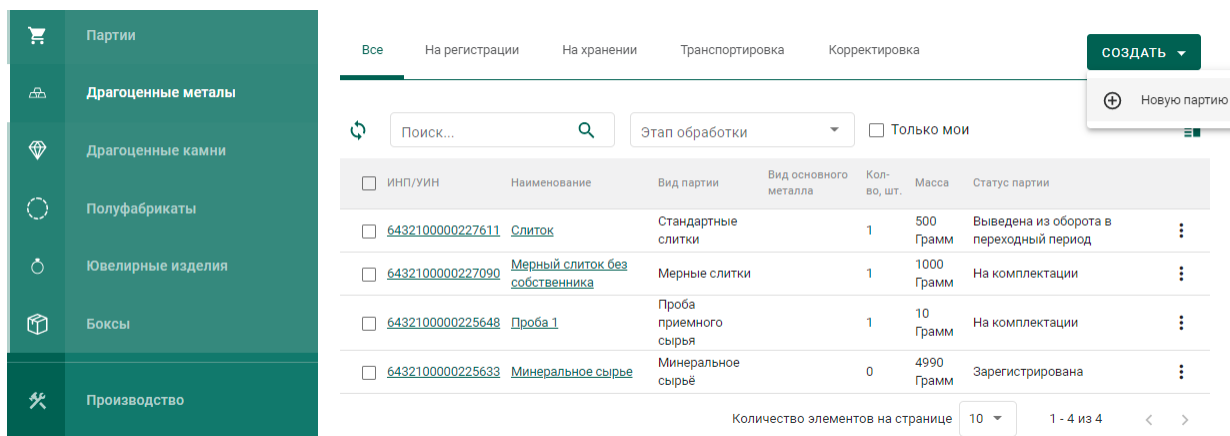 Партии
Драгоценные металы
Драгоценные камни
Полуфабрикаты
Ювелирные изделия
Боксы
Производство
Все На регистрации На хранении Транспортировка Корректировка
СОЗДАТЬ
Новую партию
Поиск... Этап обработки Только мои
ИНП/УИН Наименование Вид партии Вид основного металла Кол-во, шт. Масса Статус партии
6432100000227611 Слиток Стандартные слитки 1 500 Грамм Выведена из оборота в переходный период
6432100000227090 Мерный слиток без собственника Мерные слитки 1 1000 Грамм На комплектации
6432100000225648 Проба 1 Проба приемного сырья 1 10 Грамм На комплектации
6432100000225633 Минеральное сырье Минеральное сырьё 0 4990 Грамм Зарегистрирована
Количество элементов на странице 10 1 - 4 из 4